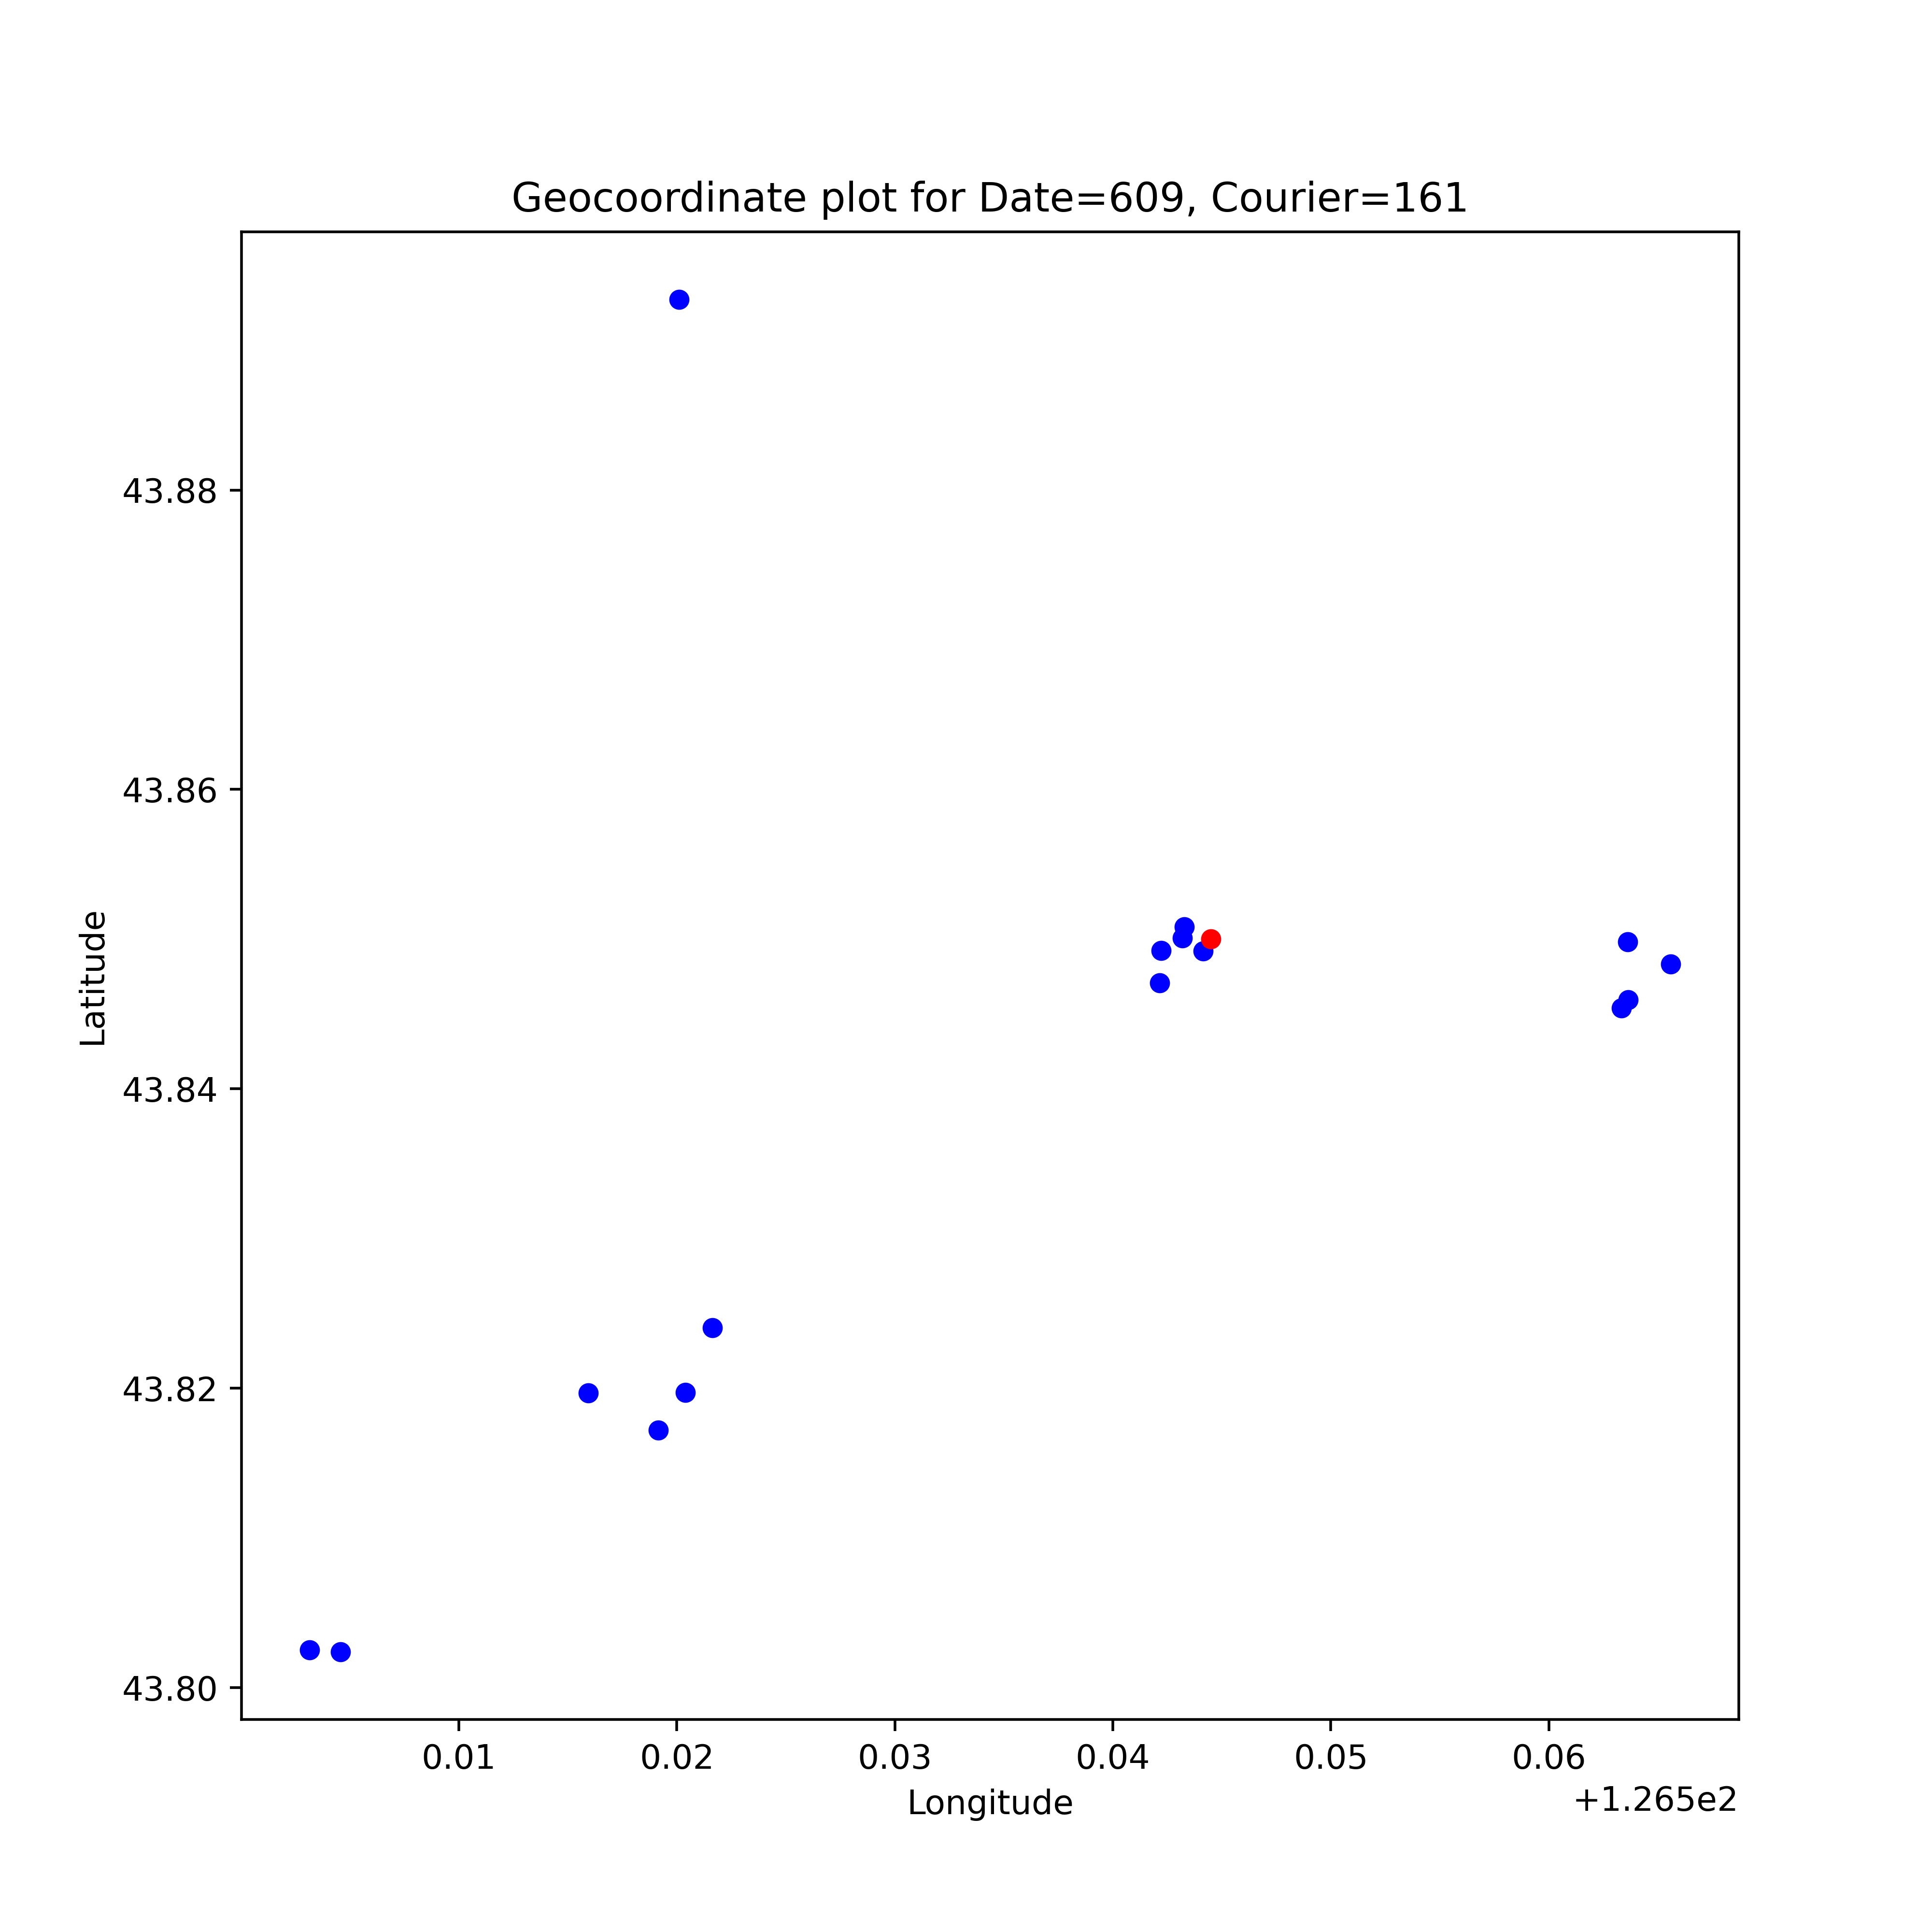 Geocoordinate plot for Date=609, Courier=161
43.88
43.86
43.84
43.82
43.80
Latitude
0.01 0.02 0.03 0.04 0.05 0.06
Longitude
+1.265e2